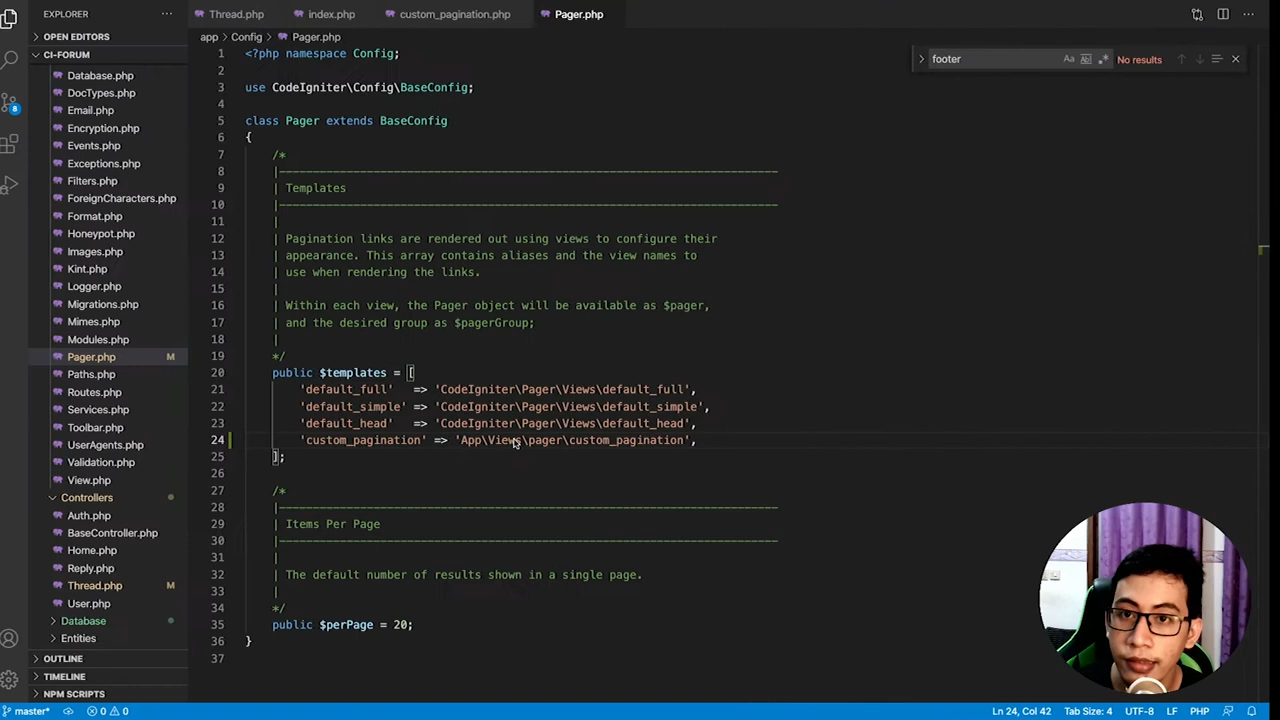 EXPLORER
OPEN EDITORS
CI-FORUM
Database.php
DocTypes.php
Email.php
Encryption.php
Events.php
Exceptions.php
Filters.php
ForeignCharacters.php
Format.php
Honeypot.php
Images.php
Kint.php
Logger.php
Migrations.php
Mimes.php
Modules.php
Pager.php M
Paths.php
Routes.php
Services.php
Toolbar.php
UserAgents.php
Validation.php
View.php
Controllers
Auth.php
BaseController.php
Home.php
Reply.php
Thread.php M
User.php
Database
Entities
OUTLINE
TIMELINE
NPM SCRIPTS
8
Thread.php index.php custom_pagination.php Pager.php
app > Config > Pager.php
footer Aa Ab .* No results
1 <?php namespace Config;
2
3 use CodeIgniter\Config\BaseConfig;
4
5 class Pager extends BaseConfig
6 {
7 /*
8 |--------------------------------------------------------------------------
9 | Templates
10 |--------------------------------------------------------------------------
11 |
12 | Pagination links are rendered out using views to configure their
13 | appearance. This array contains aliases and the view names to
14 | use when rendering the links.
15 |
16 | Within each view, the Pager object will be available as $pager,
17 | and the desired group as $pagerGroup;
18 |
19 */
20 public $templates = [
21 'default_full' => 'CodeIgniter\Pager\Views\default_full',
22 'default_simple' => 'CodeIgniter\Pager\Views\default_simple',
23 'default_head' => 'CodeIgniter\Pager\Views\default_head',
24 'custom_pagination' => 'App\Views\pager\custom_pagination',
25 ];
26
27 /*
28 |--------------------------------------------------------------------------
29 | Items Per Page
30 |--------------------------------------------------------------------------
31 |
32 | The default number of results shown in a single page.
33 |
34 */
35 public $perPage = 20;
36 }
37
master* 0 0 Ln 24, Col 42 Tab Size: 4 UTF-8 LF PHP